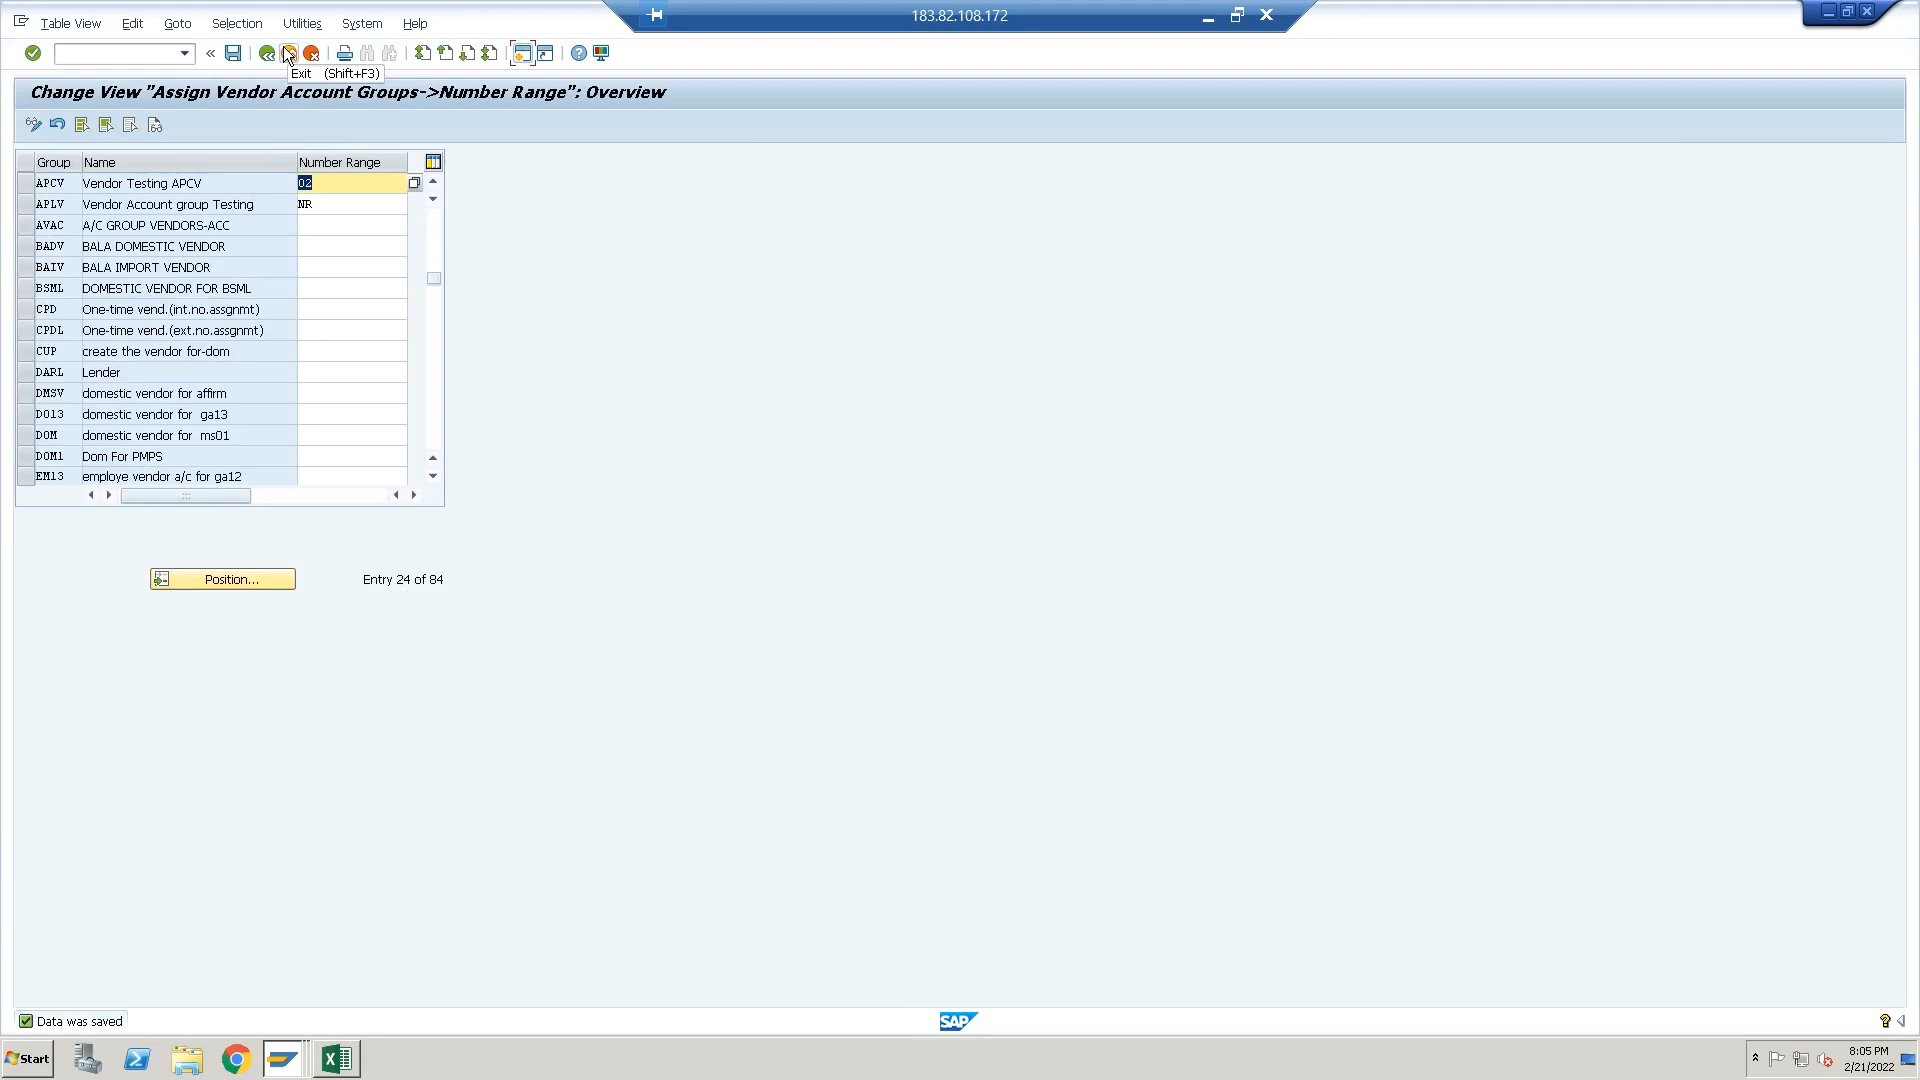 183.82.108.172
Table View Edit Goto Selection Utilities System Help
Exit (Shift+F3)
Change View "Assign Vendor Account Groups->Number Range": Overview
Group Name Number Range
APCV Vendor Testing APCV 02
APLV Vendor Account group Testing NR
AVAC A/C GROUP VENDORS-ACC
BADV BALA DOMESTIC VENDOR
BAIV BALA IMPORT VENDOR
BSML DOMESTIC VENDOR FOR BSML
CPD One-time vend.(int.no.assgnmt)
CPDL One-time vend.(ext.no.assgnmt)
CUP create the vendor for-dom
DARL Lender
DMSV domestic vendor for affirm
DO13 domestic vendor for ga13
DOM domestic vendor for ms01
DOM1 Dom For PMPS
EM13 employe vendor a/c for ga12
Position... Entry 24 of 84
Data was saved
SAP
Start
8:05 PM
2/21/2022